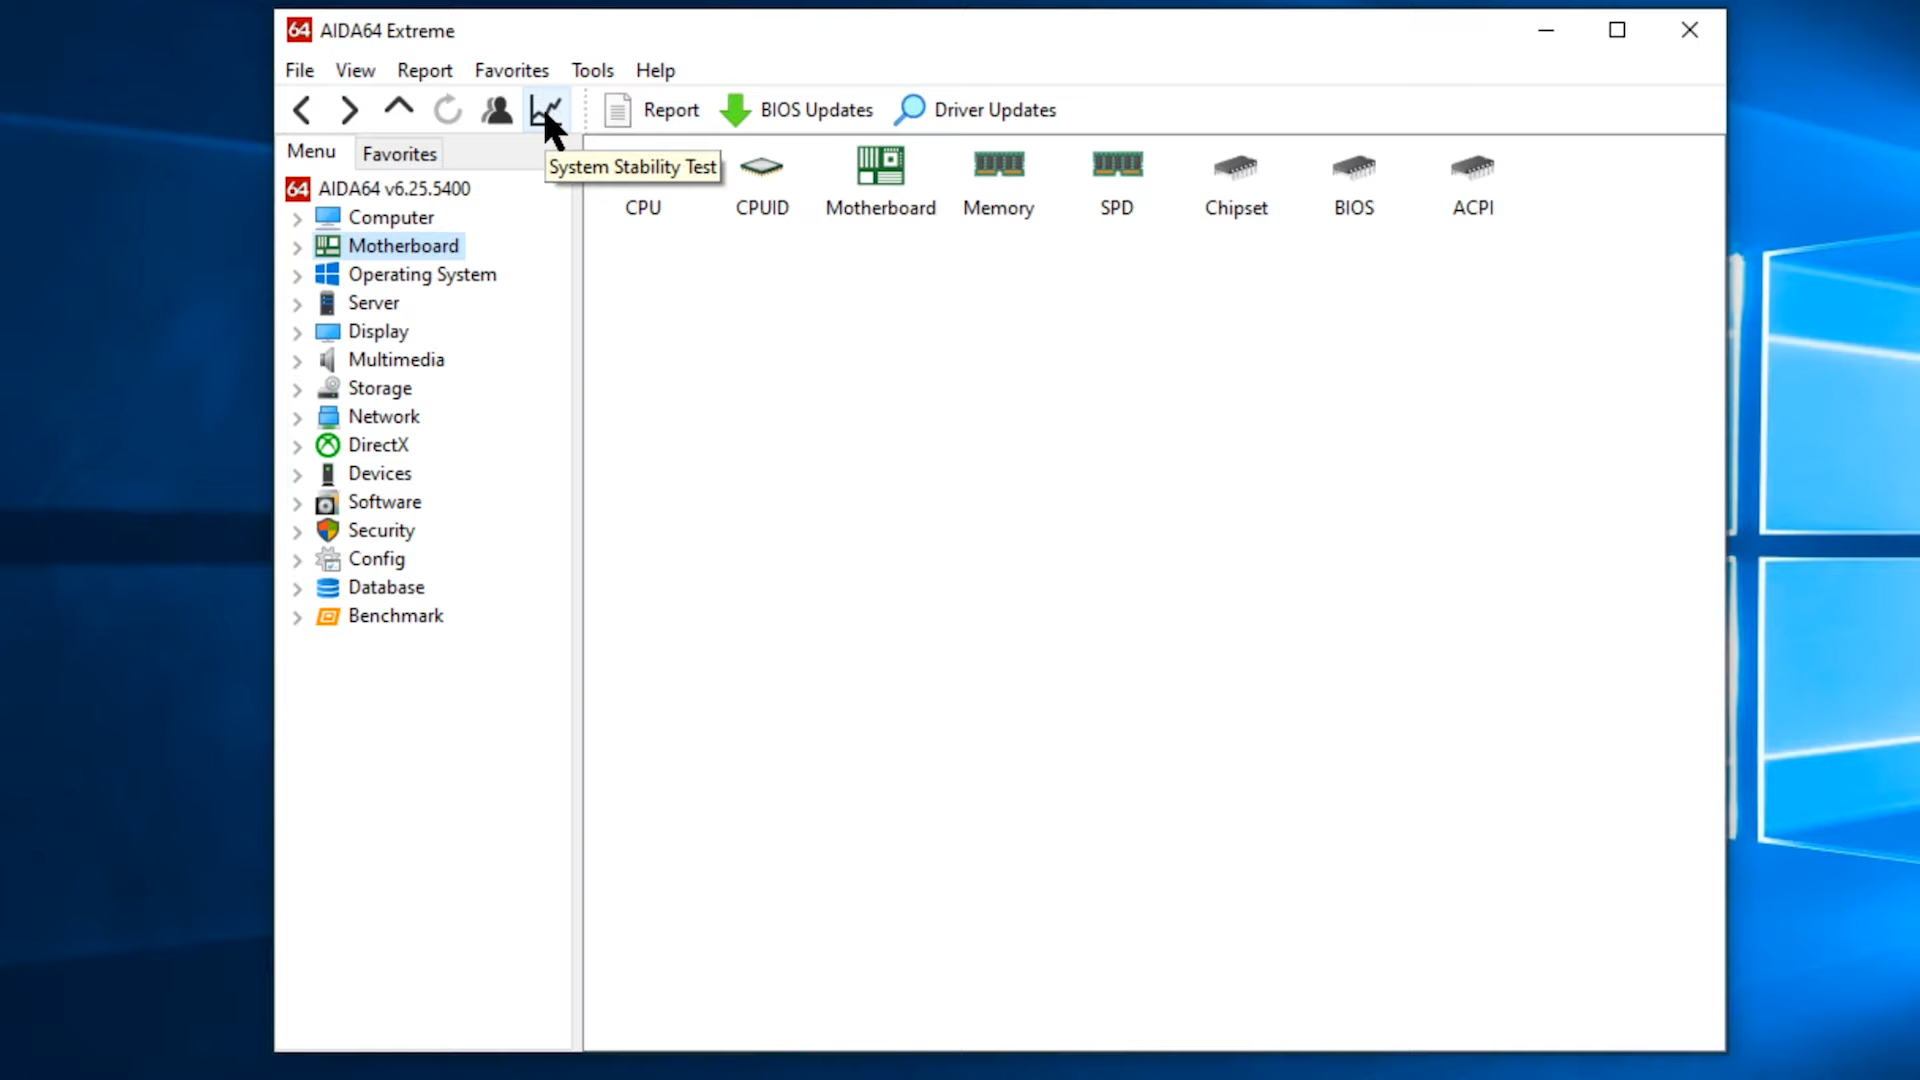 64 AIDA64 Extreme
File View Report Favorites Tools Help
Report BIOS Updates Driver Updates
Menu Favorites
System Stability Test
64 AIDA64 v6.25.5400
Computer
Motherboard
Operating System
Server
Display
Multimedia
Storage
Network
DirectX
Devices
Software
Security
Config
Database
Benchmark
CPU CPUID Motherboard Memory SPD Chipset BIOS ACPI